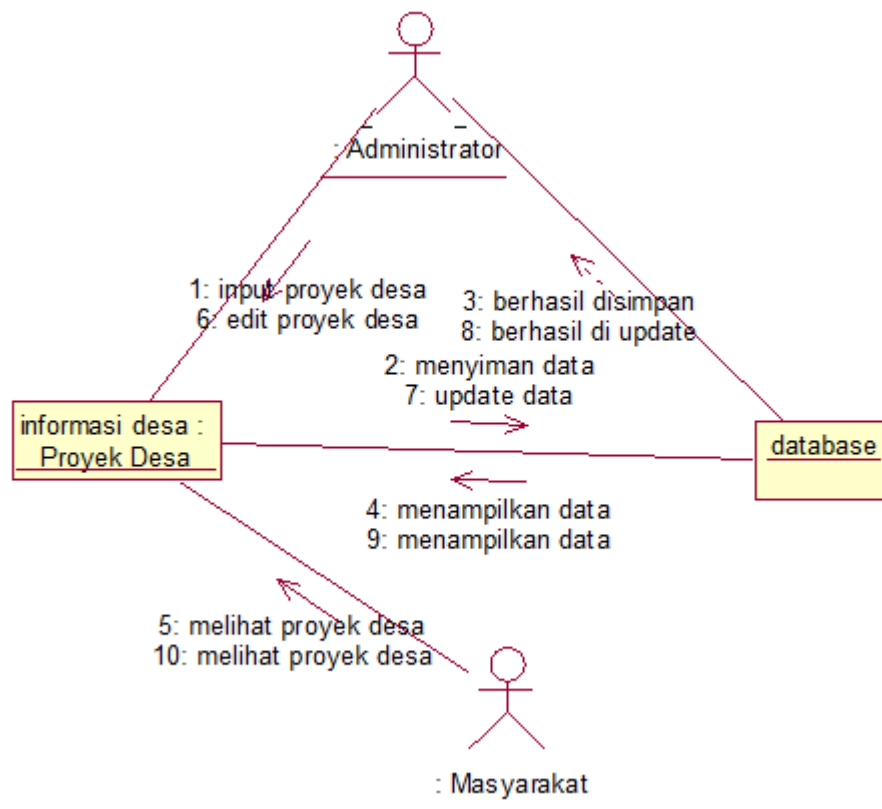 : Administrator
1: input proyek desa
6: edit proyek desa
3: berhasil disimpan
8: berhasil di update
2: menyiman data
7: update data
informasi desa :
Proyek Desa
database
4: menampilkan data
9: menampilkan data
5: melihat proyek desa
10: melihat proyek desa
: Masyarakat